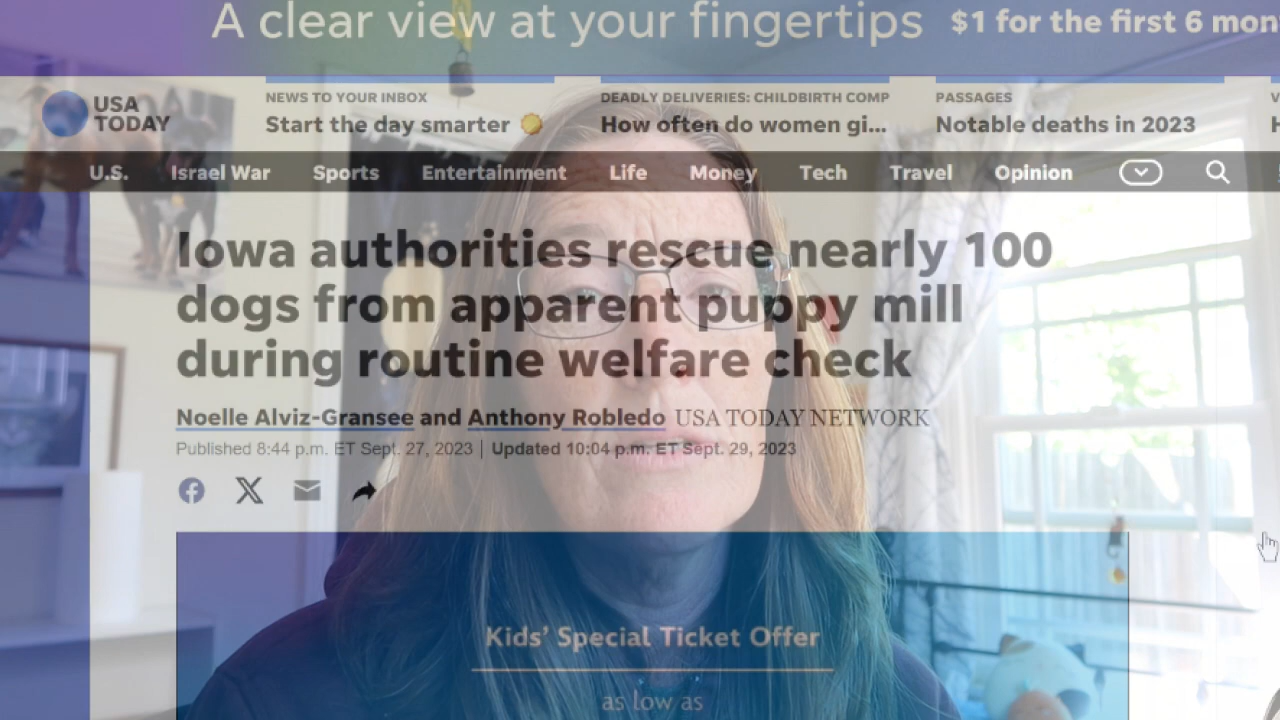 A clear view at your fingertips $1 for the first 6 mon
USA
TODAY
NEWS TO YOUR INBOX
Start the day smarter
DEADLY DELIVERIES: CHILDBIRTH COMP
How often do women gi...
PASSAGES
Notable deaths in 2023
V
H
U.S. Israel War Sports Entertainment Life Money Tech Travel Opinion
Iowa authorities rescue nearly 100
dogs from apparent puppy mill
during routine welfare check
Noelle Alviz-Gransee and Anthony Robledo USA TODAY NETWORK
Published 8:44 p.m. ET Sept. 27, 2023 | Updated 10:04 p.m. ET Sept. 29, 2023
Kids' Special Ticket Offer
as low as